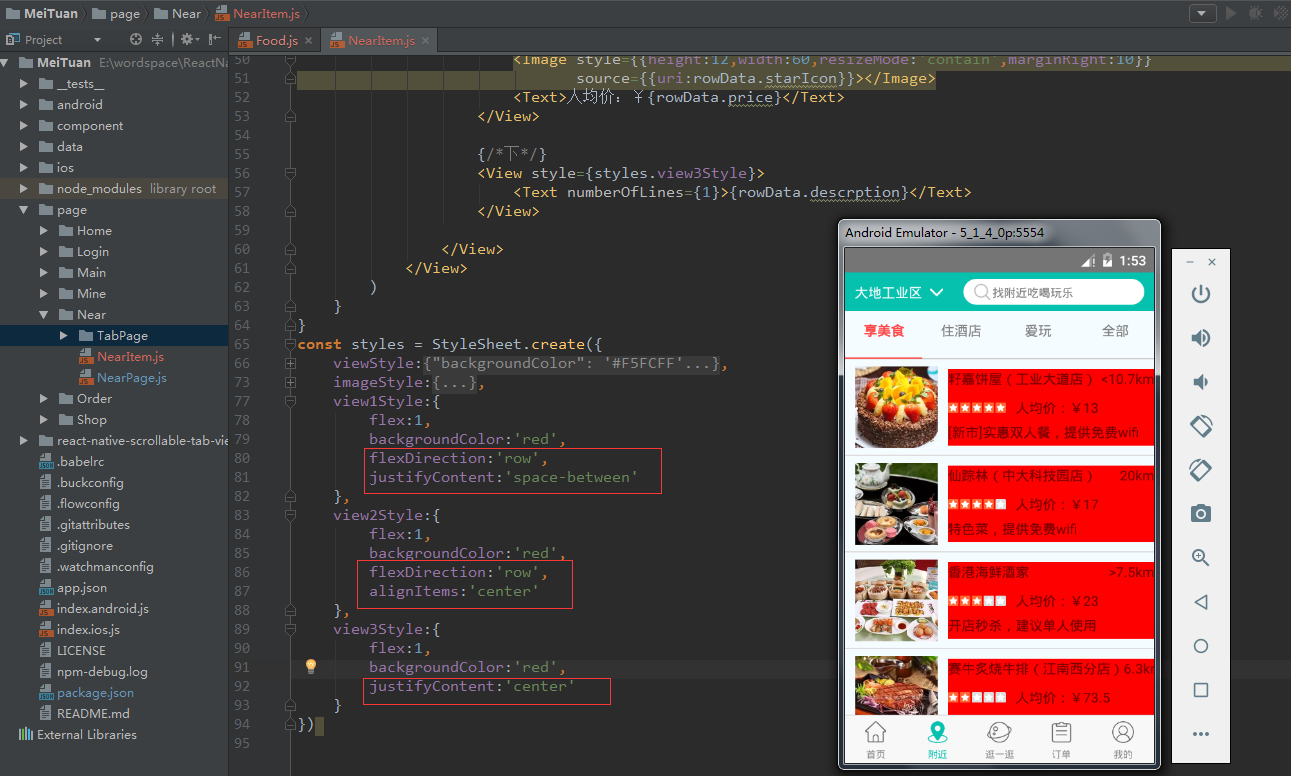 MeiTuan page Near NearItem.js
Project
Food.js × NearItem.js ×
MeiTuan E:\wordspace\ReactNa
__tests__
android
component
data
ios
node_modules library root
page
Home
Login
Main
Mine
Near
TabPage
NearItem.js
NearPage.js
Order
Shop
react-native-scrollable-tab-vie
.babelrc
.buckconfig
.flowconfig
.gitattributes
.gitignore
.watchmanconfig
app.json
index.android.js
index.ios.js
LICENSE
npm-debug.log
package.json
README.md
External Libraries
50 <Image style={{height:12,width:60,resizeMode:'contain',marginRight:10}}
51 source={{uri:rowData.starIcon}}></Image>
52 <Text>人均价：￥{rowData.price}</Text>
53 </View>
54
55 {/*下*/}
56 <View style={styles.view3Style}>
57 <Text numberOfLines={1}>{rowData.descrption}</Text>
58 </View>
59
60 </View>
61 </View>
62 )
63 }
64 }
65 const styles = StyleSheet.create({
66 viewStyle:{"backgroundColor": '#F5FCFF'...},
73 imageStyle:{...},
77 view1Style:{
78 flex:1,
79 backgroundColor:'red',
80 flexDirection:'row',
81 justifyContent:'space-between'
82 },
83 view2Style:{
84 flex:1,
85 backgroundColor:'red',
86 flexDirection:'row',
87 alignItems:'center'
88 },
89 view3Style:{
90 flex:1,
91 backgroundColor:'red',
92 justifyContent:'center'
93 }
94 })
95
Android Emulator - 5_1_4_0p:5554
1:53
大地工业区 找附近吃喝玩乐
享美食 住酒店 爱玩 全部
籽嘉饼屋（工业大道店） <10.7km
人均价：￥13
[新市]实惠双人餐，提供免费wifi
仙踪林（中大科技园店） 20km
人均价：￥17
特色菜，提供免费wifi
香港海鲜酒家 >7.5km
人均价：￥23
开店秒杀，建议单人使用
赛牛炙烧牛排（江南西分店） 6.3km
人均价：￥73.5
首页 附近 逛一逛 订单 我的